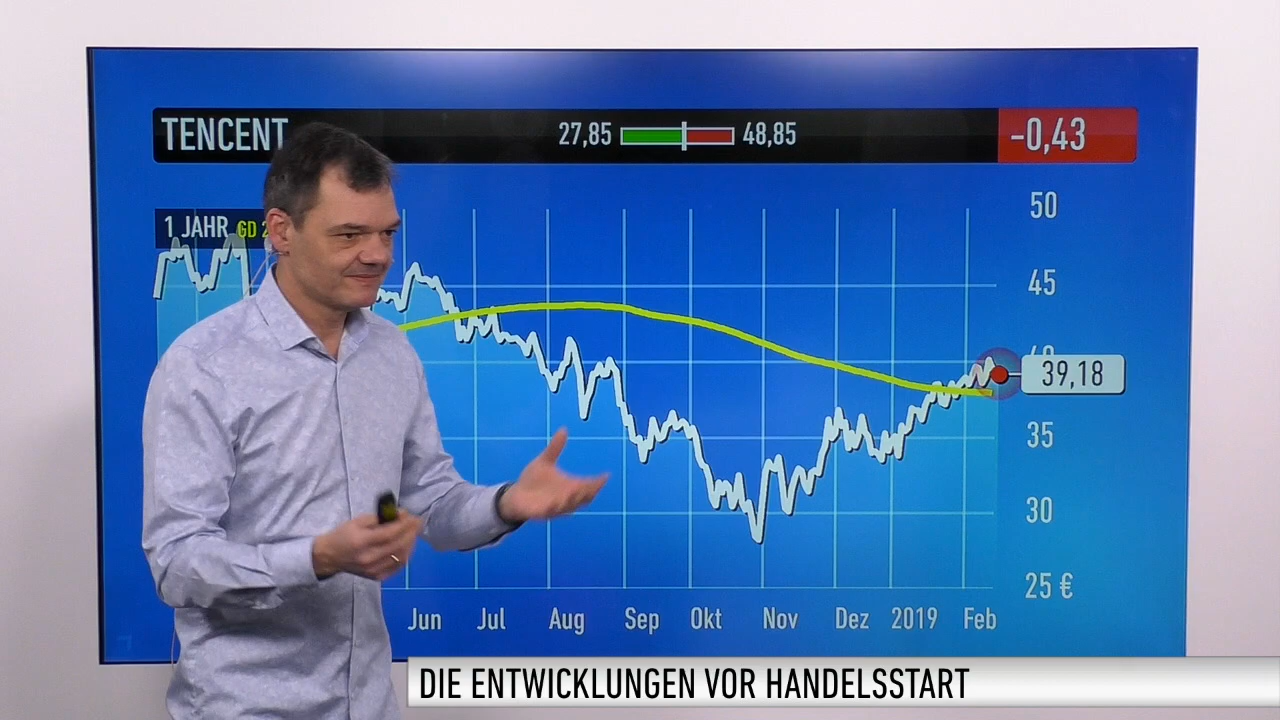 TENCENT 27,85 48,85 -0,43
1 JAHR GD
50
45
39,18
35
30
25 €
Jun Jul Aug Sep Okt Nov Dez 2019 Feb
DIE ENTWICKLUNGEN VOR HANDELSSTART